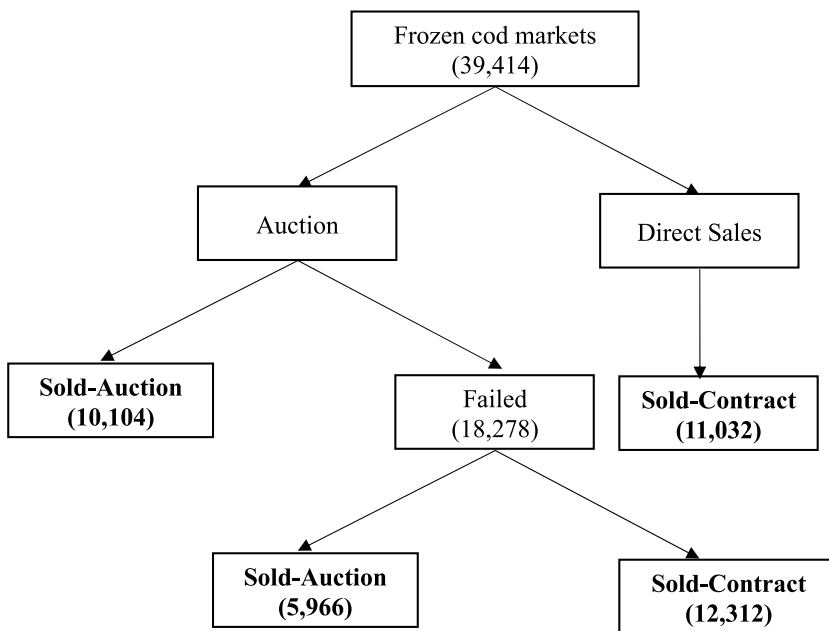 Frozen cod markets
(39,414)
Auction
Direct Sales
Sold-Auction
(10,104)
Failed
(18,278)
Sold-Contract
(11,032)
Sold-Auction
(5,966)
Sold-Contract
(12,312)